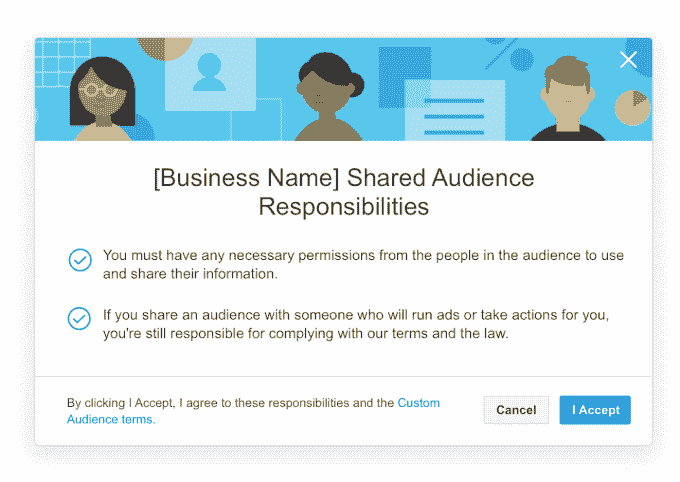 [Business Name] Shared Audience
Responsibilities
You must have any necessary permissions from the people in the audience to use
and share their information.
If you share an audience with someone who will run ads or take actions for you,
you're still responsible for complying with our terms and the law.
By clicking I Accept, I agree to these responsibilities and the Custom
Audience terms.
Cancel
I Accept